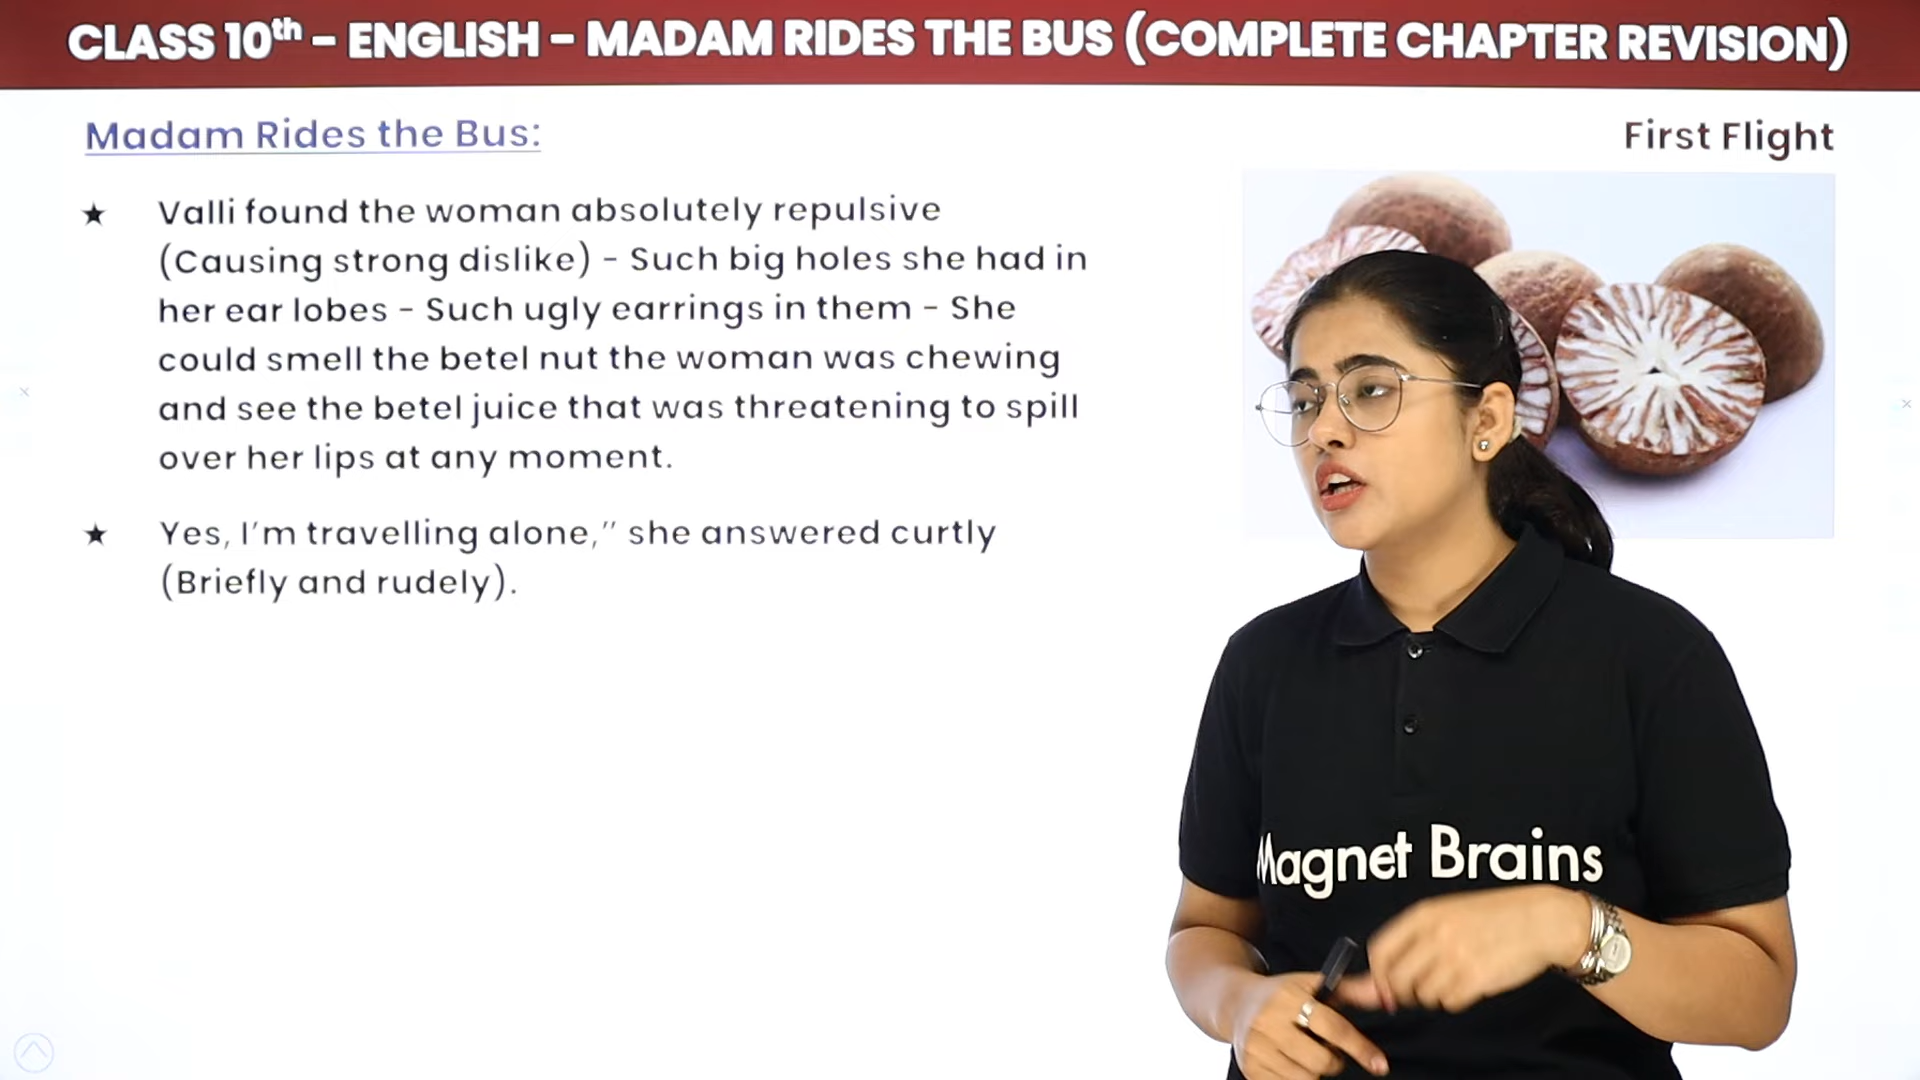 CLASS 10th – ENGLISH – MADAM RIDES THE BUS (COMPLETE CHAPTER REVISION)
Madam Rides the Bus:
First Flight
★ Valli found the woman absolutely repulsive
(Causing strong dislike) - Such big holes she had in
her ear lobes - Such ugly earrings in them - She
could smell the betel nut the woman was chewing
and see the betel juice that was threatening to spill
over her lips at any moment.
★ Yes, I'm travelling alone,” she answered curtly
(Briefly and rudely).
Magnet Brains